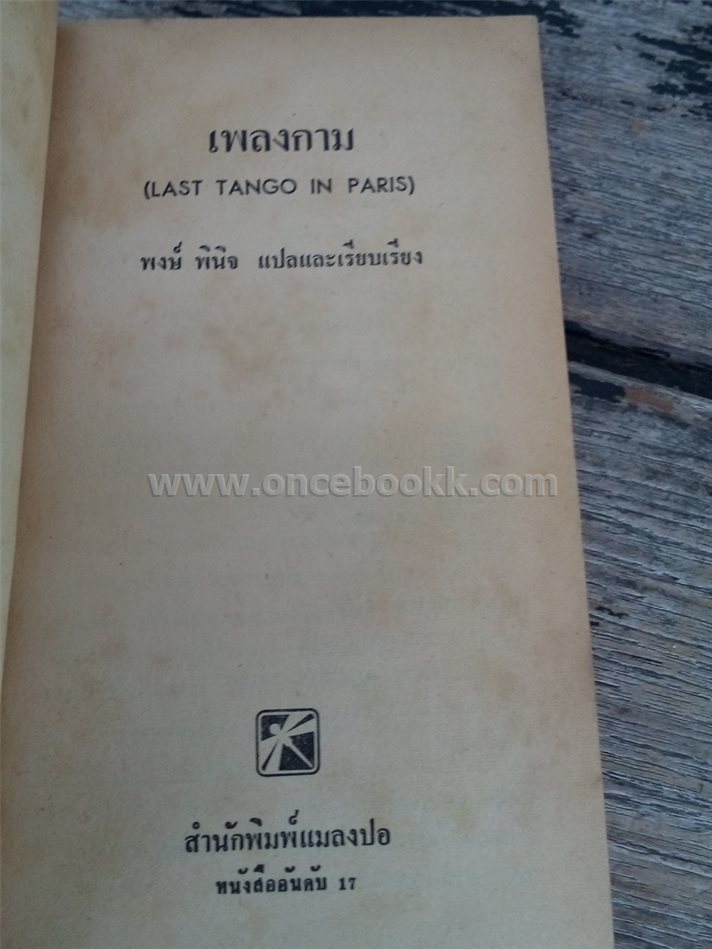 เพลงกาม
(LAST TANGO IN PARIS)
พงษ์ พินิจ แปลและเรียบเรียง
www.oncebookk.com
สำนักพิมพ์แมลงปอ
หนังสืออันดับ 17